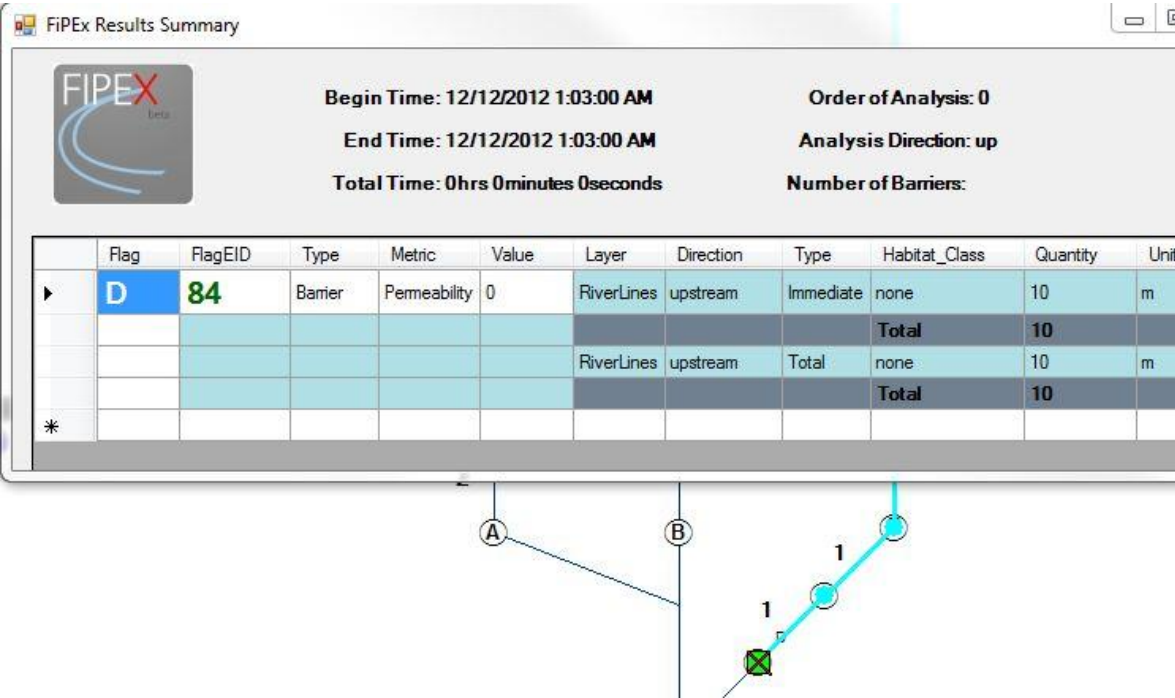 FiPEx Results Summary
FIPEX
beta
Begin Time: 12/12/2012 1:03:00 AM
Order of Analysis: 0
End Time: 12/12/2012 1:03:00 AM
Analysis Direction: up
Total Time: 0hrs 0minutes 0seconds
Number of Barriers:
Flag FlagEID Type Metric Value Layer Direction Type Habitat_Class Quantity Unit
D 84 Barrier Permeability 0 RiverLines upstream Immediate none 10 m
Total 10
RiverLines upstream Total none 10 m
Total 10
A
B
1
1